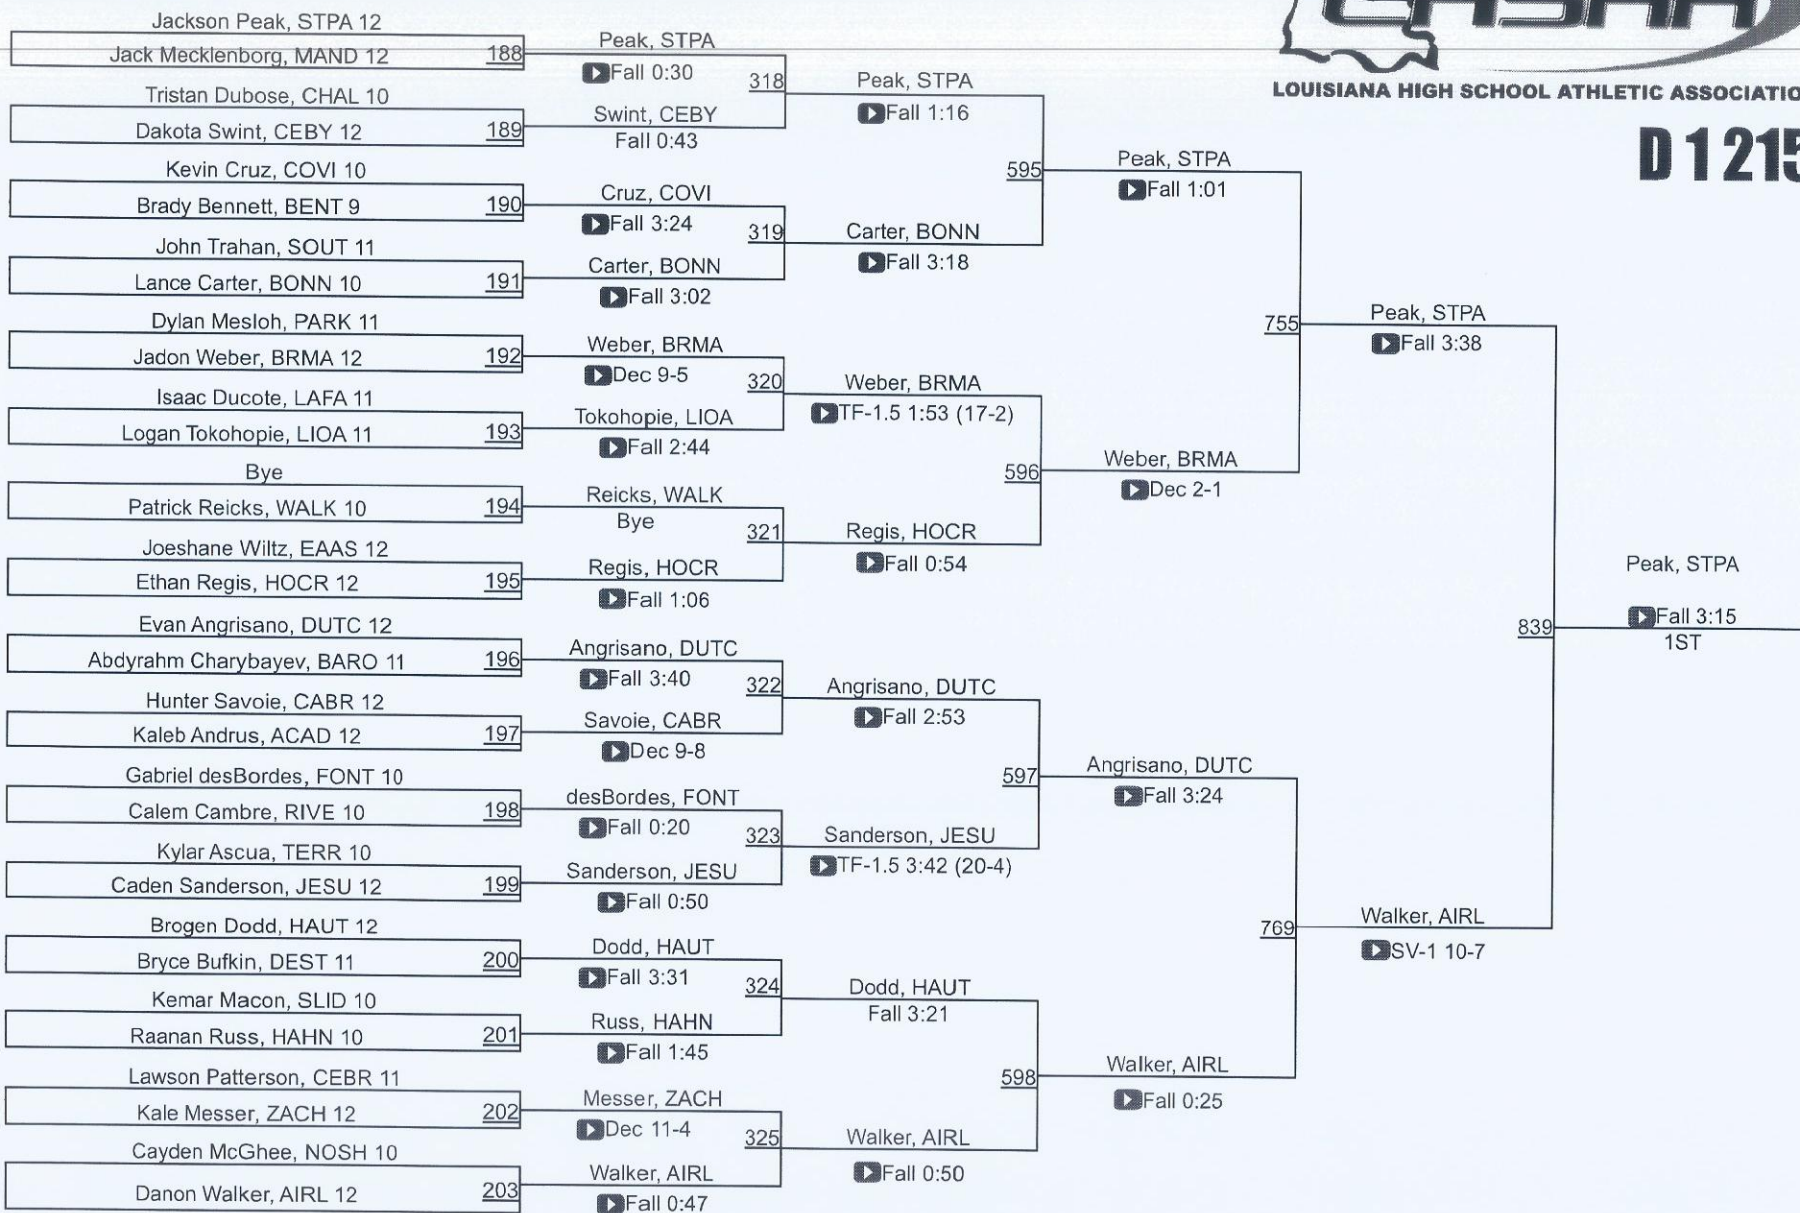 LHSAA
LOUISIANA HIGH SCHOOL ATHLETIC ASSOCIATIO
D 1 215
Jackson Peak, STPA 12
Jack Mecklenborg, MAND 12 188
Tristan Dubose, CHAL 10
Dakota Swint, CEBY 12 189
Kevin Cruz, COVI 10
Brady Bennett, BENT 9 190
John Trahan, SOUT 11
Lance Carter, BONN 10 191
Dylan Mesloh, PARK 11
Jadon Weber, BRMA 12 192
Isaac Ducote, LAFA 11
Logan Tokohopie, LIOA 11 193
Bye
Patrick Reicks, WALK 10 194
Joeshane Wiltz, EAAS 12
Ethan Regis, HOCR 12 195
Evan Angrisano, DUTC 12
Abdyrahm Charybayev, BARO 11 196
Hunter Savoie, CABR 12
Kaleb Andrus, ACAD 12 197
Gabriel desBordes, FONT 10
Calem Cambre, RIVE 10 198
Kylar Ascua, TERR 10
Caden Sanderson, JESU 12 199
Brogen Dodd, HAUT 12
Bryce Bufkin, DEST 11 200
Kemar Macon, SLID 10
Raanan Russ, HAHN 10 201
Lawson Patterson, CEBR 11
Kale Messer, ZACH 12 202
Cayden McGhee, NOSH 10
Danon Walker, AIRL 12 203
Peak, STPA
Fall 0:30
318
Swint, CEBY
Fall 0:43
Cruz, COVI
Fall 3:24
319
Carter, BONN
Fall 3:02
Weber, BRMA
Dec 9-5
320
Tokohopie, LIOA
Fall 2:44
Reicks, WALK
Bye
321
Regis, HOCR
Fall 1:06
Angrisano, DUTC
Fall 3:40
322
Savoie, CABR
Dec 9-8
desBordes, FONT
Fall 0:20
323
Sanderson, JESU
Fall 0:50
Dodd, HAUT
Fall 3:31
324
Russ, HAHN
Fall 1:45
Messer, ZACH
Dec 11-4
325
Walker, AIRL
Fall 0:47
Peak, STPA
Fall 1:16
595
Carter, BONN
Fall 3:18
Weber, BRMA
TF-1.5 1:53 (17-2)
596
Regis, HOCR
Fall 0:54
Angrisano, DUTC
Fall 2:53
597
Sanderson, JESU
TF-1.5 3:42 (20-4)
Dodd, HAUT
Fall 3:21
598
Walker, AIRL
Fall 0:50
Peak, STPA
Fall 1:01
755
Weber, BRMA
Dec 2-1
Angrisano, DUTC
Fall 3:24
769
Walker, AIRL
Fall 0:25
Peak, STPA
Fall 3:38
839
Walker, AIRL
SV-1 10-7
Peak, STPA
Fall 3:15
1ST